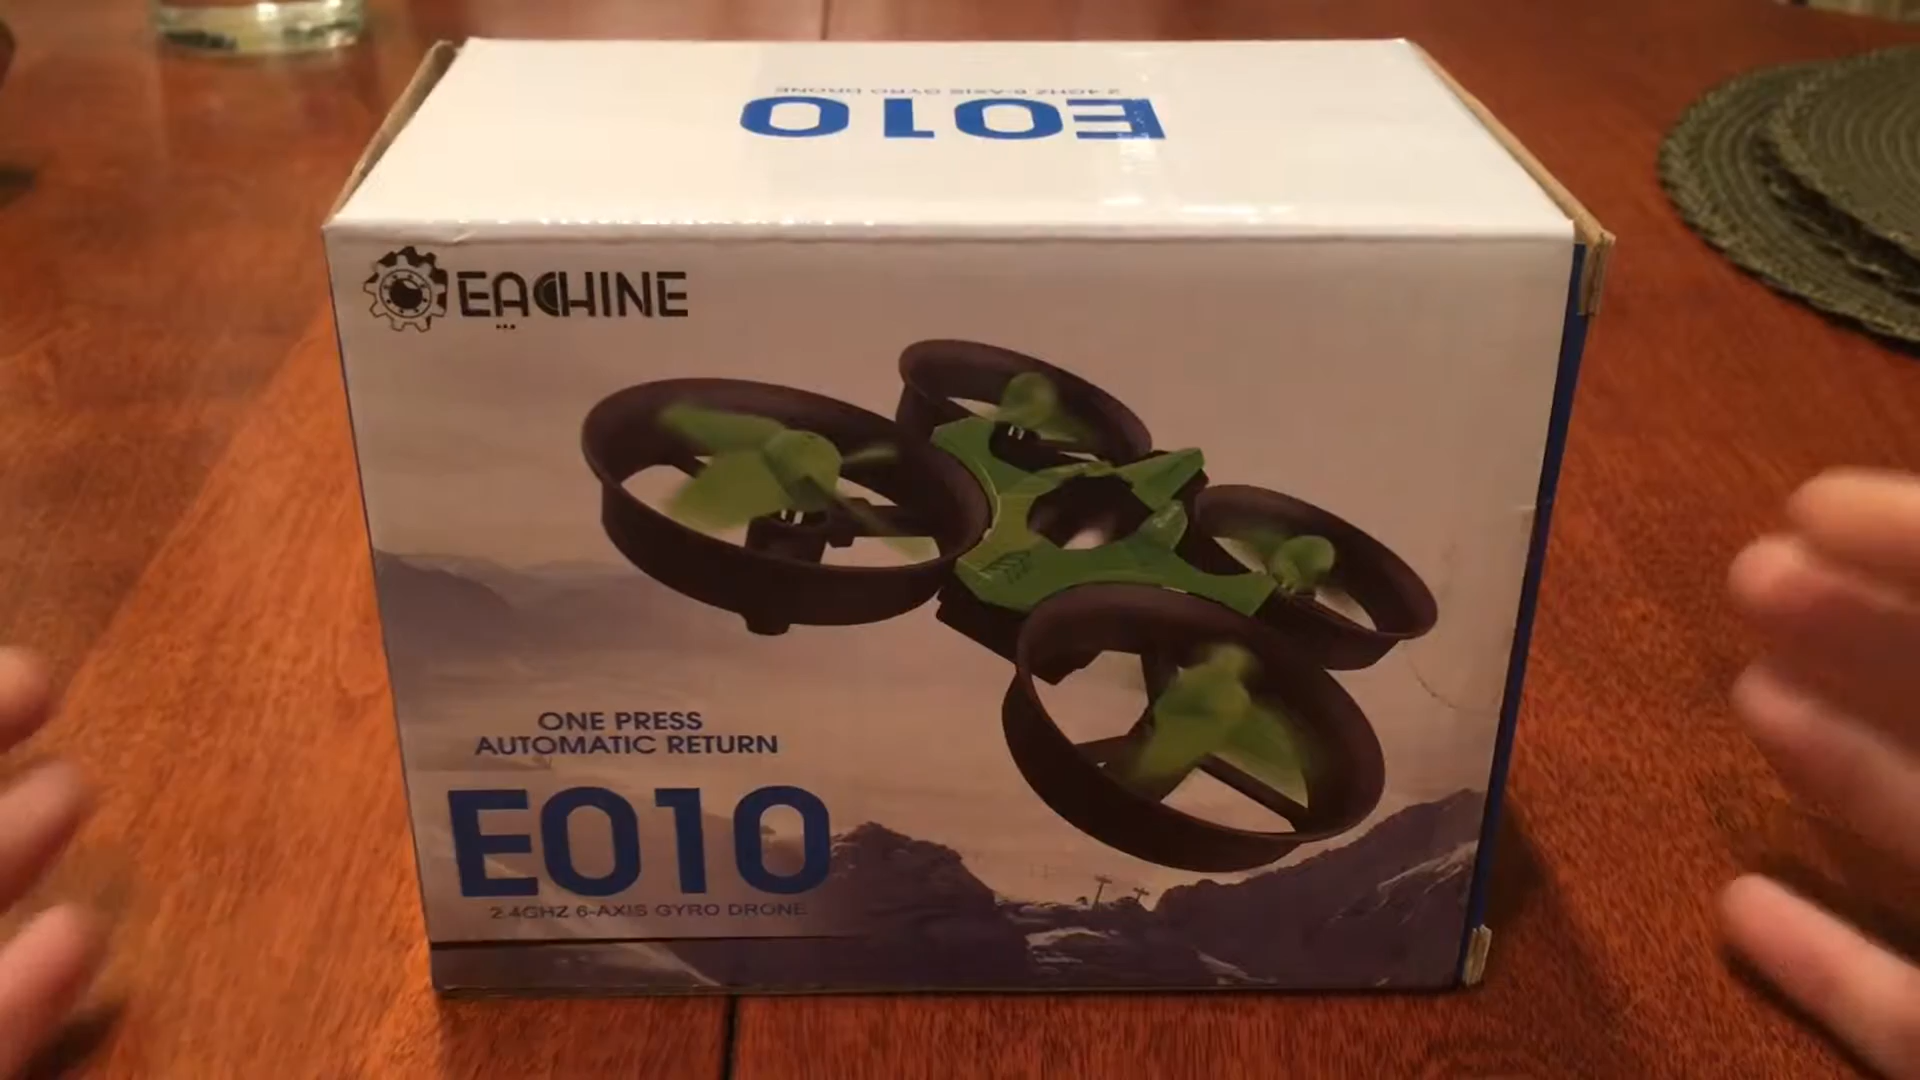 2.4GHZ 6-AXIS GYRO DRONE
E010
EACHINE
ONE PRESS
AUTOMATIC RETURN
E010
2.4GHZ 6-AXIS GYRO DRONE